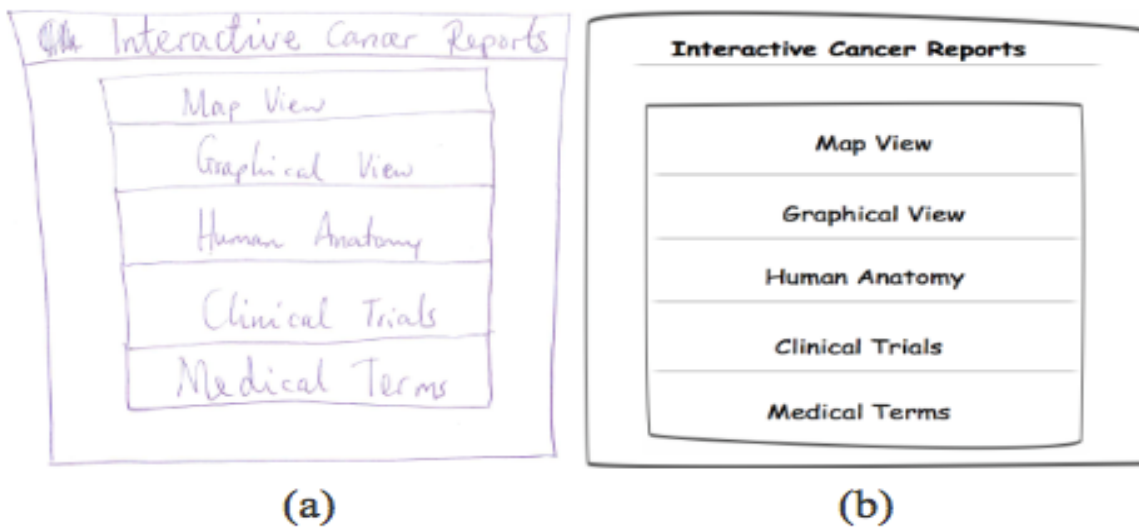 Interactive Cancer Reports
Map View
Graphical View
Human Anatomy
Clinical Trials
Medical Terms
(a)
Interactive Cancer Reports
Map View
Graphical View
Human Anatomy
Clinical Trials
Medical Terms
(b)